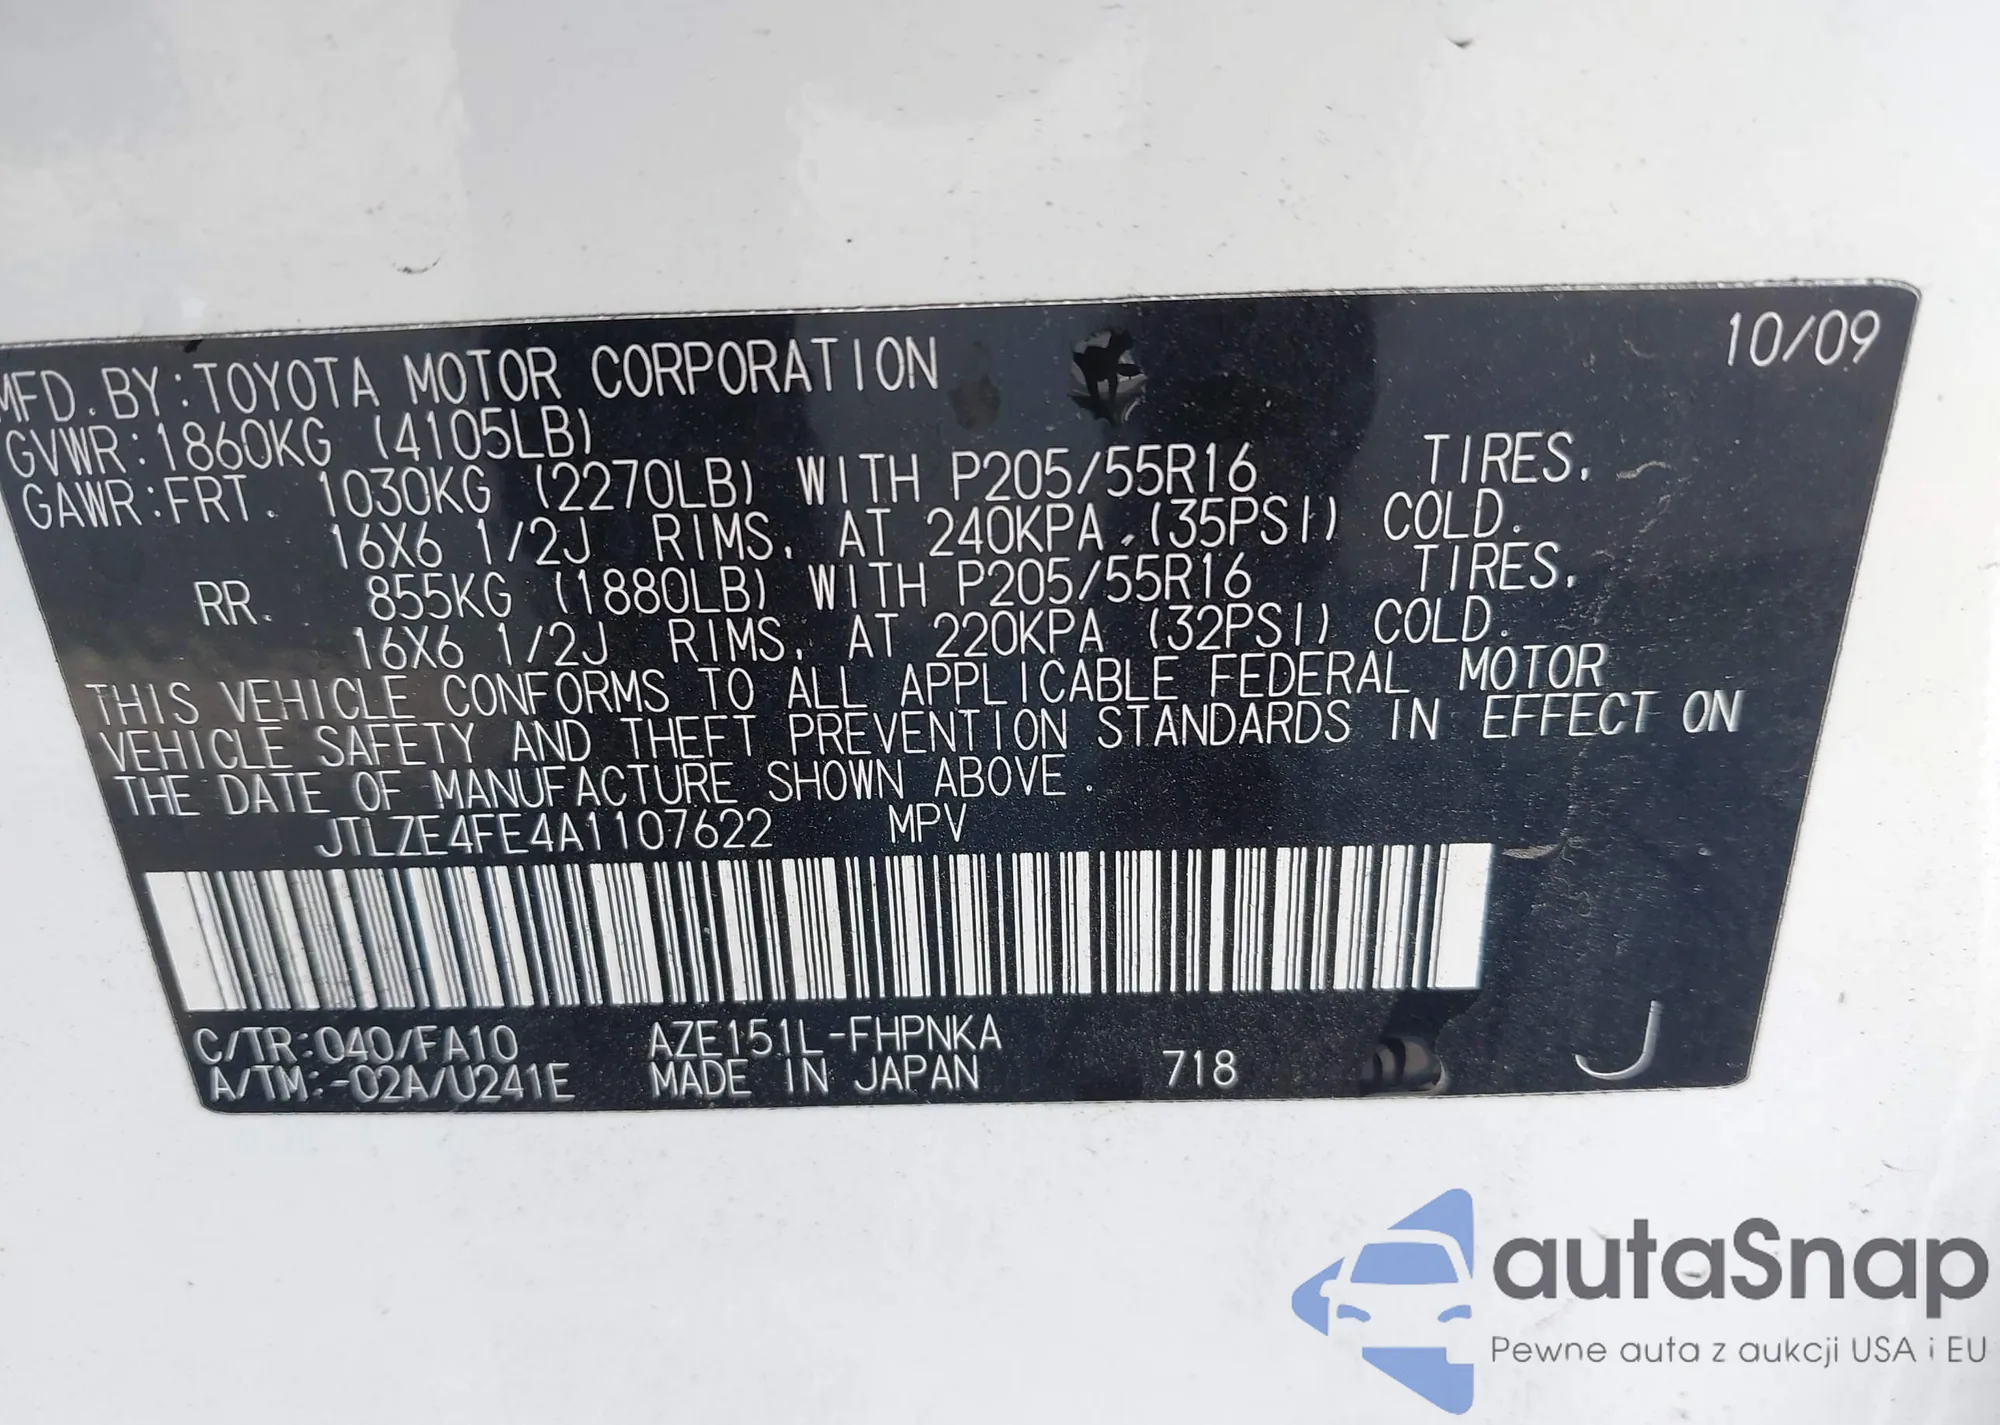 MFD.BY:TOYOTA MOTOR CORPORATION 10/09
GVWR:1860KG (4105LB)
GAWR:FRT. 1030KG (2270LB) WITH P205/55R16 TIRES,
16X6 1/2J RIMS, AT 240KPA (35PSI) COLD.
RR. 855KG (1880LB) WITH P205/55R16 TIRES,
16X6 1/2J RIMS, AT 220KPA (32PSI) COLD.
THIS VEHICLE CONFORMS TO ALL APPLICABLE FEDERAL MOTOR
VEHICLE SAFETY AND THEFT PREVENTION STANDARDS IN EFFECT ON
THE DATE OF MANUFACTURE SHOWN ABOVE.
JTLZE4FE4A1107622 MPV
C/TR:040/FA10 AZE151L-FHPNKA
A/TM:-02A/U241E MADE IN JAPAN 718 J
autaSnap
Pewne auta z aukcji USA i EU